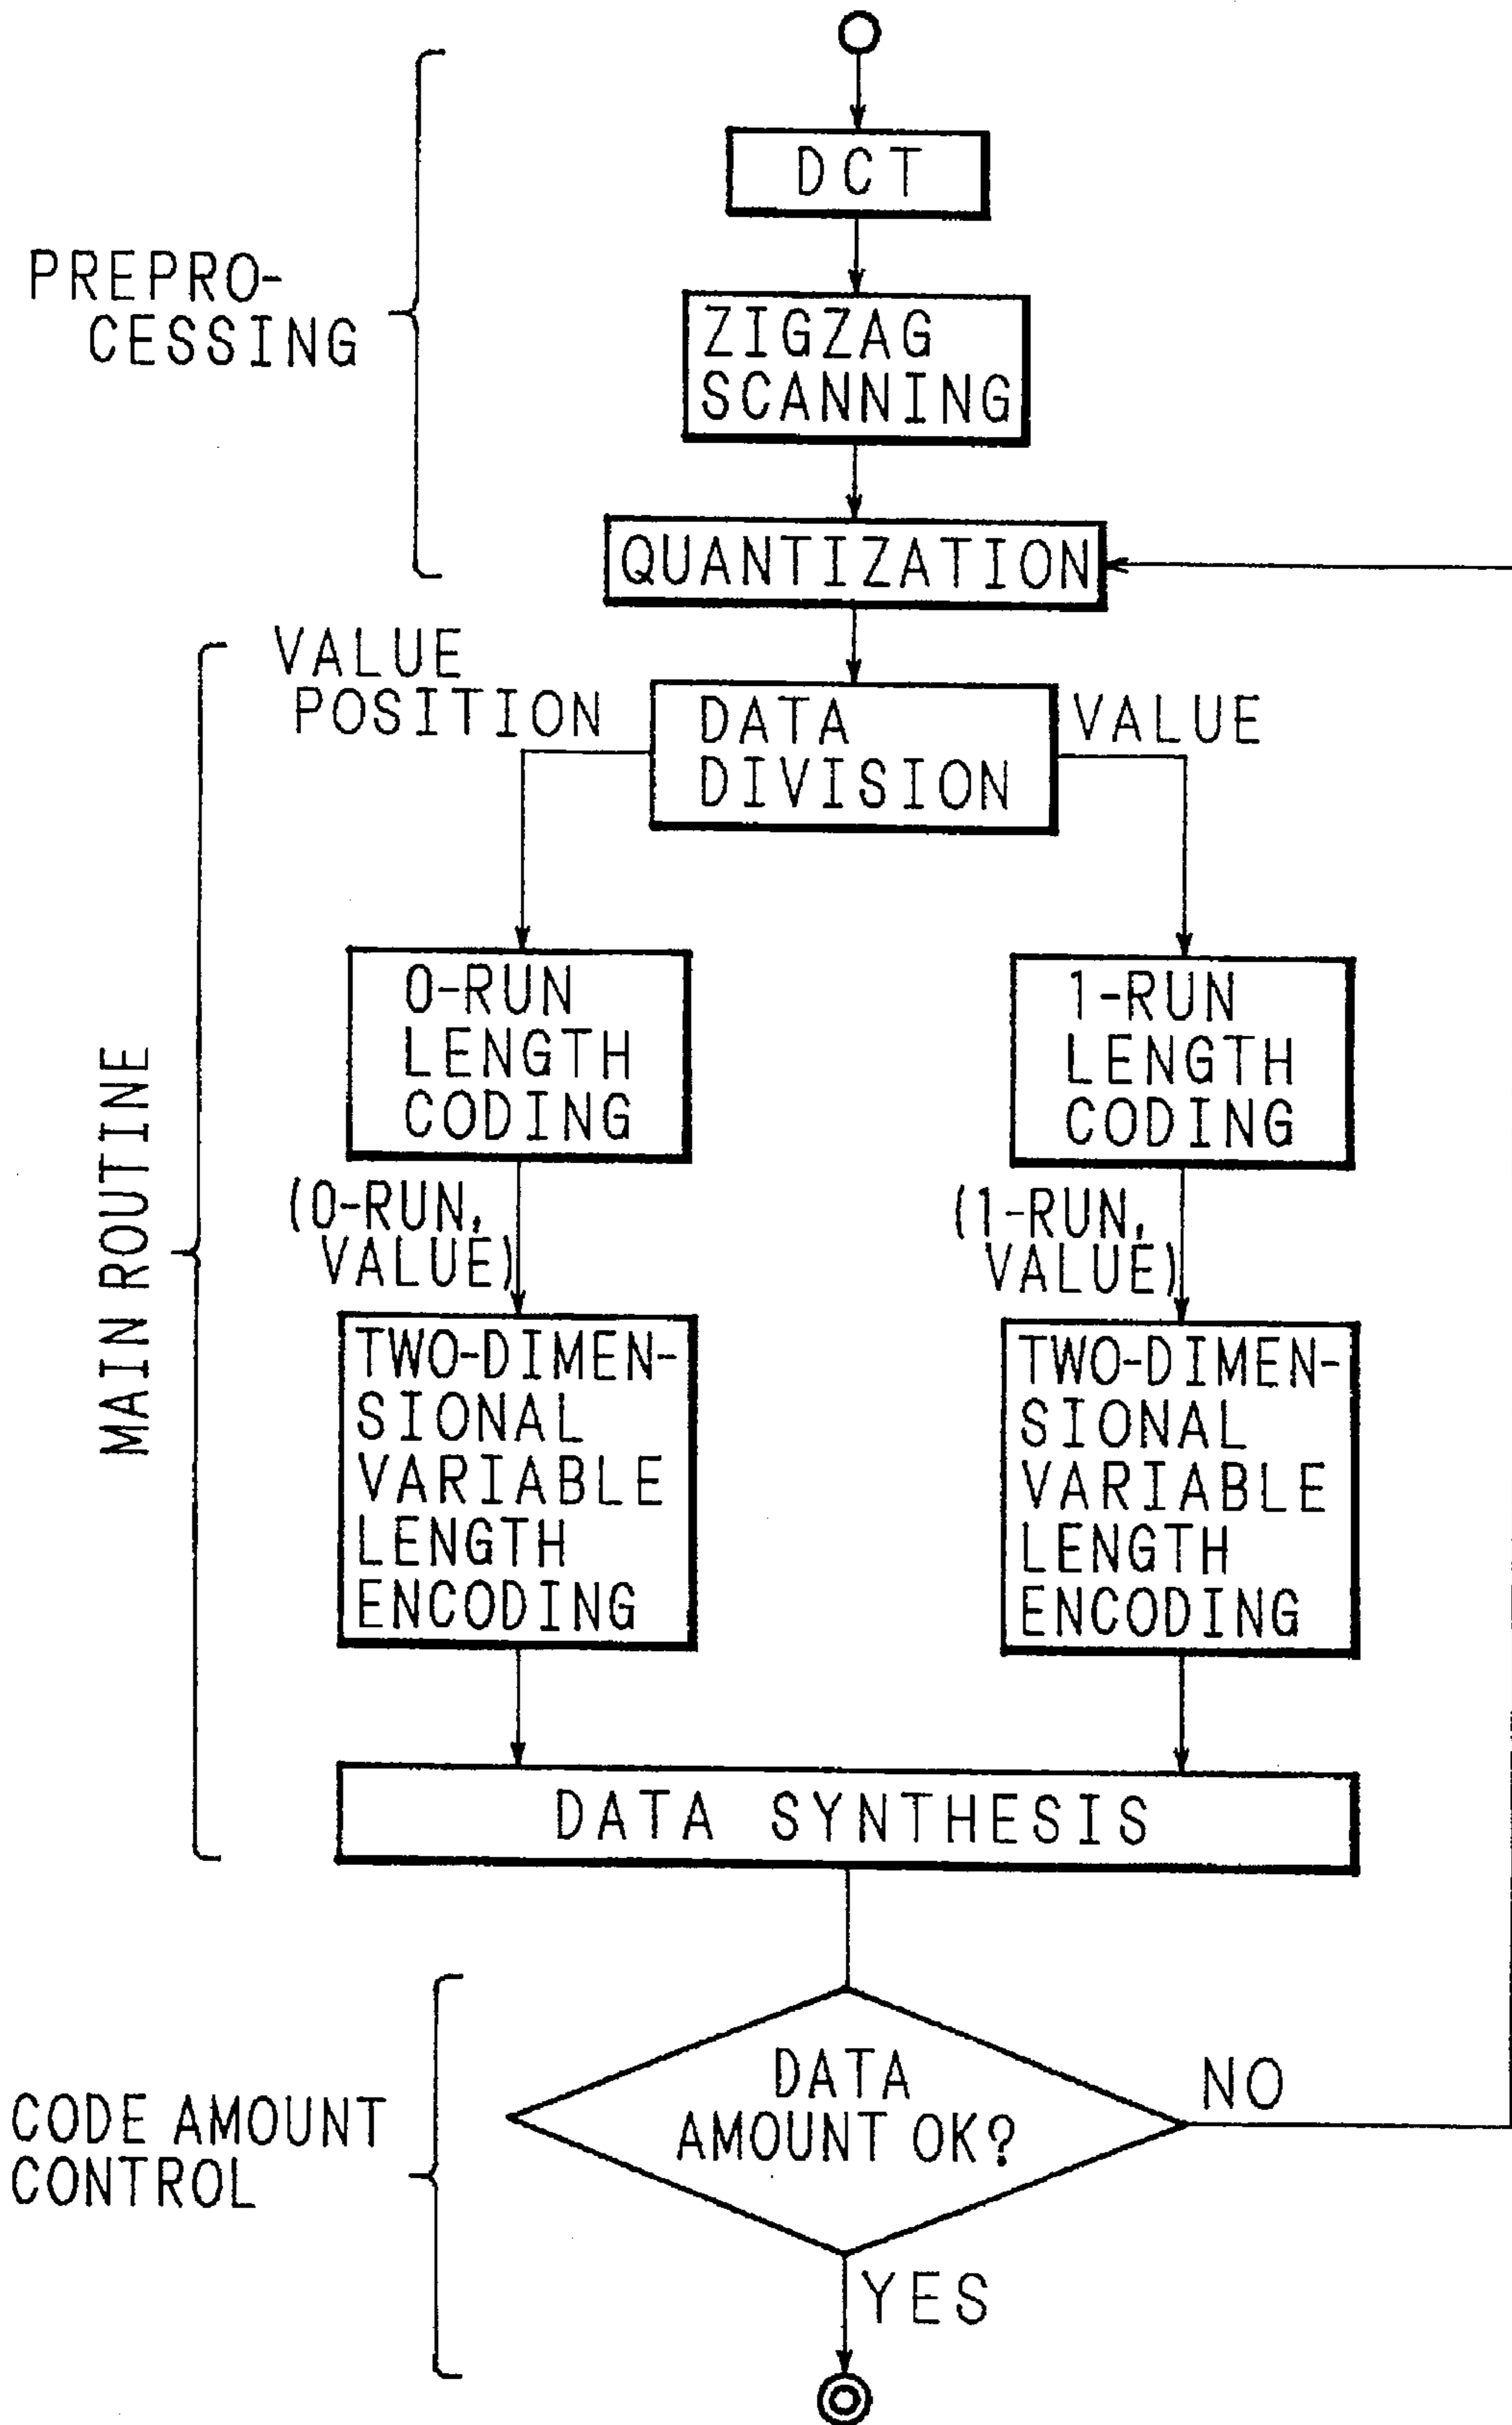 DCT
PREPRO-
CESSING
ZIGZAG
SCANNING
QUANTIZATION
VALUE
POSITION
DATA
DIVISION
VALUE
MAIN ROUTINE
0-RUN
LENGTH
CODING
1-RUN
LENGTH
CODING
(0-RUN,
VALUE)
(1-RUN,
VALUE)
TWO-DIMEN-
SIONAL
VARIABLE
LENGTH
ENCODING
TWO-DIMEN-
SIONAL
VARIABLE
LENGTH
ENCODING
DATA SYNTHESIS
CODE AMOUNT
CONTROL
DATA
AMOUNT OK?
NO
YES